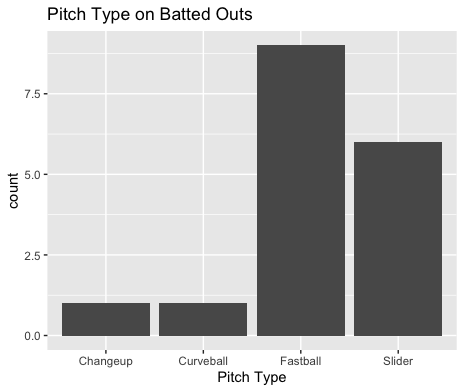 Pitch Type on Batted Outs
count
7.5
5.0
2.5
0.0
Changeup Curveball Fastball Slider
Pitch Type